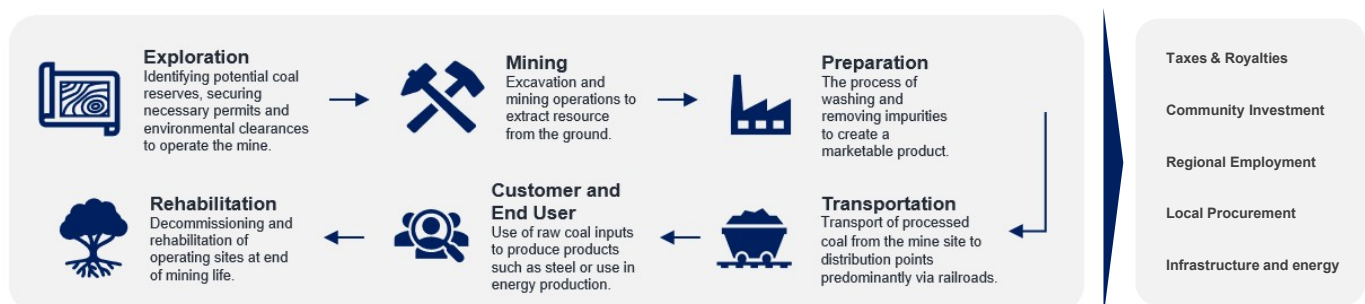 Exploration
Identifying potential coal
reserves, securing
necessary permits and
environmental clearances
to operate the mine.
Mining
Excavation and
mining operations to
extract resource
from the ground.
Preparation
The process of
washing and
removing impurities
to create a
marketable product.
Transportation
Transport of processed
coal from the mine site to
distribution points
predominantly via railroads.
Customer and
End User
Use of raw coal inputs
to produce products
such as steel or use in
energy production.
Rehabilitation
Decommissioning and
rehabilitation of
operating sites at end
of mining life.
Taxes & Royalties
Community Investment
Regional Employment
Local Procurement
Infrastructure and energy